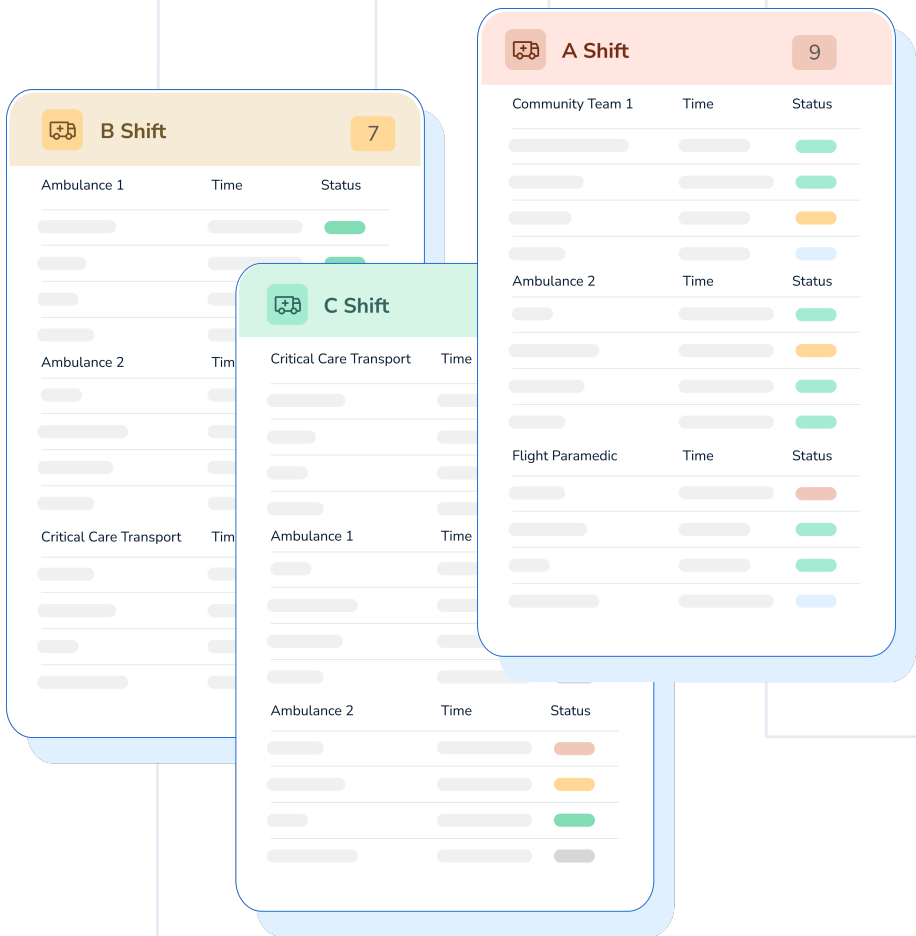 B Shift 7
Ambulance 1 Time Status
Ambulance 2 Tim
Critical Care Transport Tim
C Shift
Critical Care Transport Time
Ambulance 1 Time
Ambulance 2 Time Status
A Shift 9
Community Team 1 Time Status
Ambulance 2 Time Status
Flight Paramedic Time Status